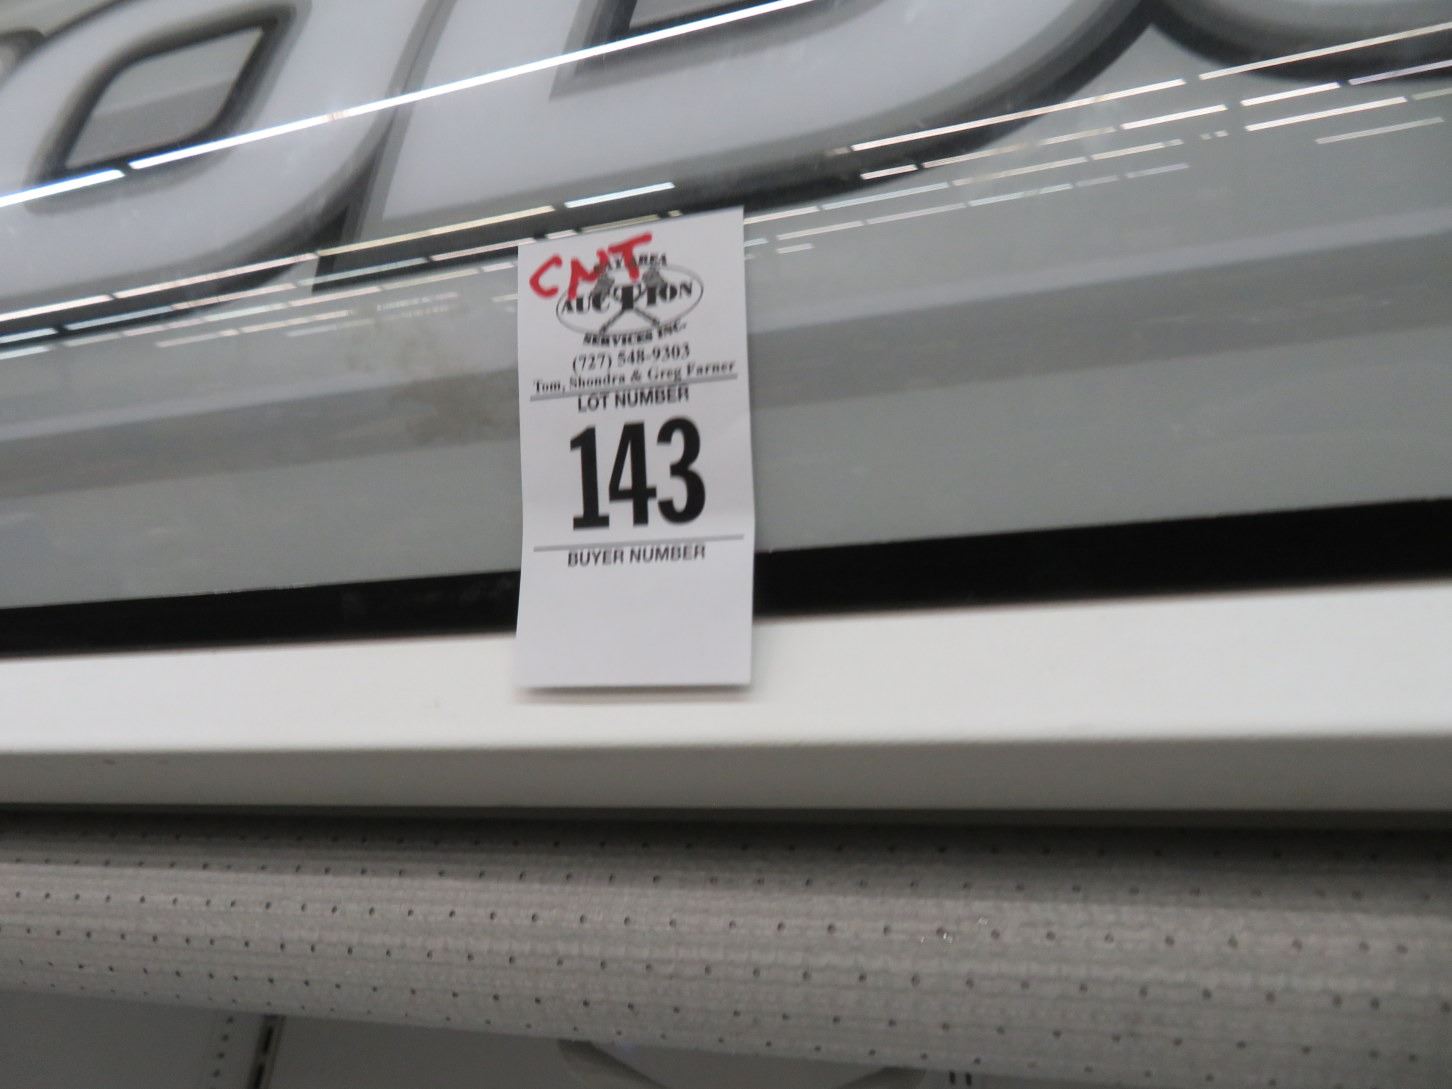 CMT
BAY AREA
AUCTION
SERVICES INC.
(727) 548-9303
Tom, Shondra & Greg Farner
LOT NUMBER
143
BUYER NUMBER